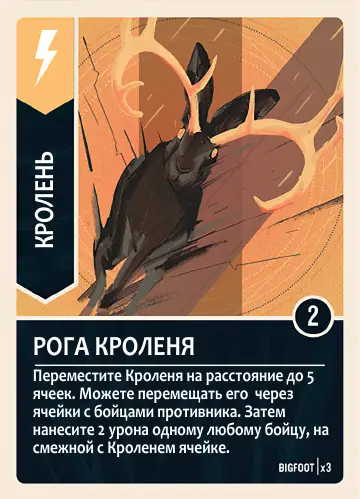 КРОЛЕНЬ
2
РОГА КРОЛЕНЯ
Переместите Кроленя на расстояние до 5
ячеек. Можете перемещать его через
ячейки с бойцами противника. Затем
нанесите 2 урона одному любому бойцу, на
смежной с Кроленем ячейке.
BIGFOOT | x3